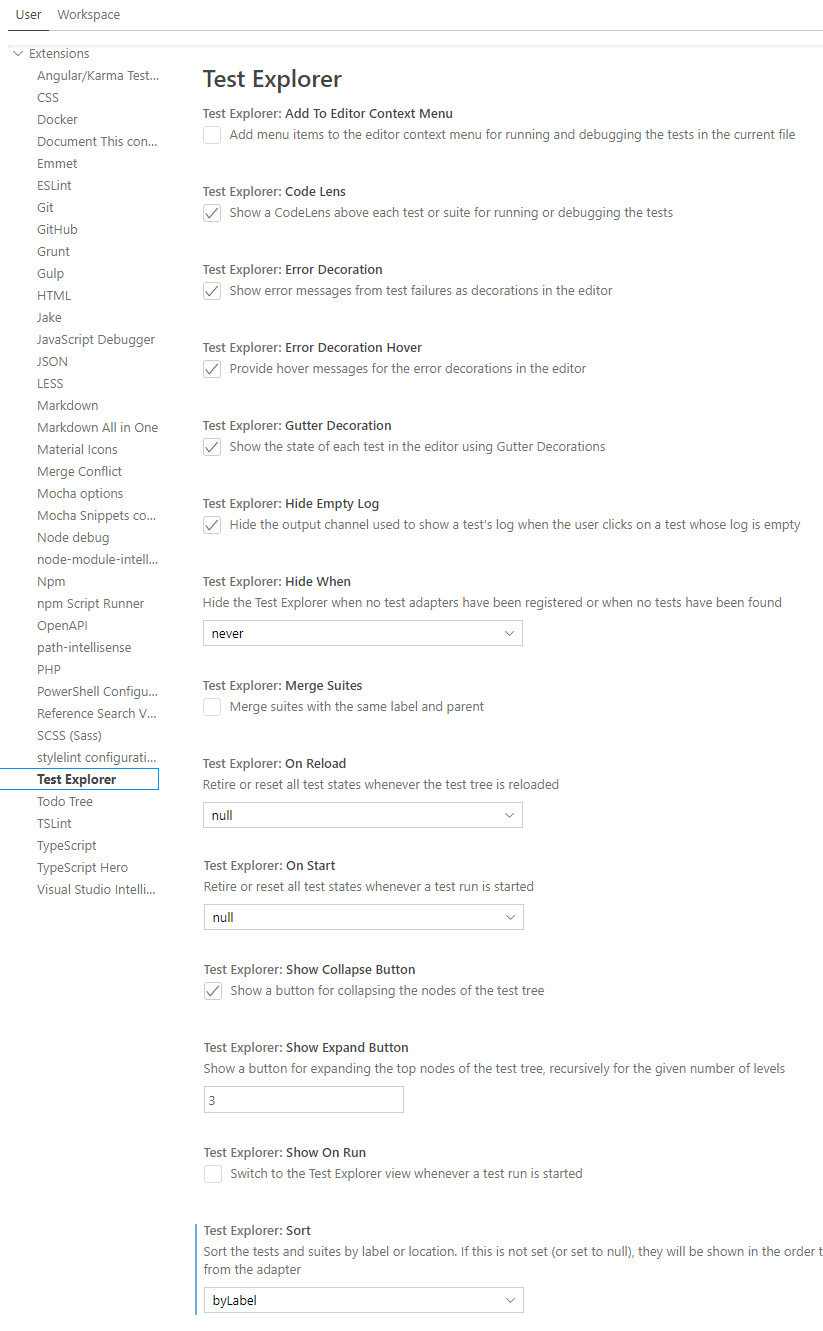 User Workspace
Extensions
Angular/Karma Test...
CSS
Docker
Document This con...
Emmet
ESLint
Git
GitHub
Grunt
Gulp
HTML
Jake
JavaScript Debugger
JSON
LESS
Markdown
Markdown All in One
Material Icons
Merge Conflict
Mocha options
Mocha Snippets co...
Node debug
node-module-intell...
Npm
npm Script Runner
OpenAPI
path-intellisense
PHP
PowerShell Configu...
Reference Search V...
SCSS (Sass)
stylelint configurati...
Test Explorer
Todo Tree
TSLint
TypeScript
TypeScript Hero
Visual Studio Intelli...
Test Explorer
Test Explorer: Add To Editor Context Menu
Add menu items to the editor context menu for running and debugging the tests in the current file
Test Explorer: Code Lens
Show a CodeLens above each test or suite for running or debugging the tests
Test Explorer: Error Decoration
Show error messages from test failures as decorations in the editor
Test Explorer: Error Decoration Hover
Provide hover messages for the error decorations in the editor
Test Explorer: Gutter Decoration
Show the state of each test in the editor using Gutter Decorations
Test Explorer: Hide Empty Log
Hide the output channel used to show a test's log when the user clicks on a test whose log is empty
Test Explorer: Hide When
Hide the Test Explorer when no test adapters have been registered or when no tests have been found
never
Test Explorer: Merge Suites
Merge suites with the same label and parent
Test Explorer: On Reload
Retire or reset all test states whenever the test tree is reloaded
null
Test Explorer: On Start
Retire or reset all test states whenever a test run is started
null
Test Explorer: Show Collapse Button
Show a button for collapsing the nodes of the test tree
Test Explorer: Show Expand Button
Show a button for expanding the top nodes of the test tree, recursively for the given number of levels
3
Test Explorer: Show On Run
Switch to the Test Explorer view whenever a test run is started
Test Explorer: Sort
Sort the tests and suites by label or location. If this is not set (or set to null), they will be shown in the order t
from the adapter
byLabel